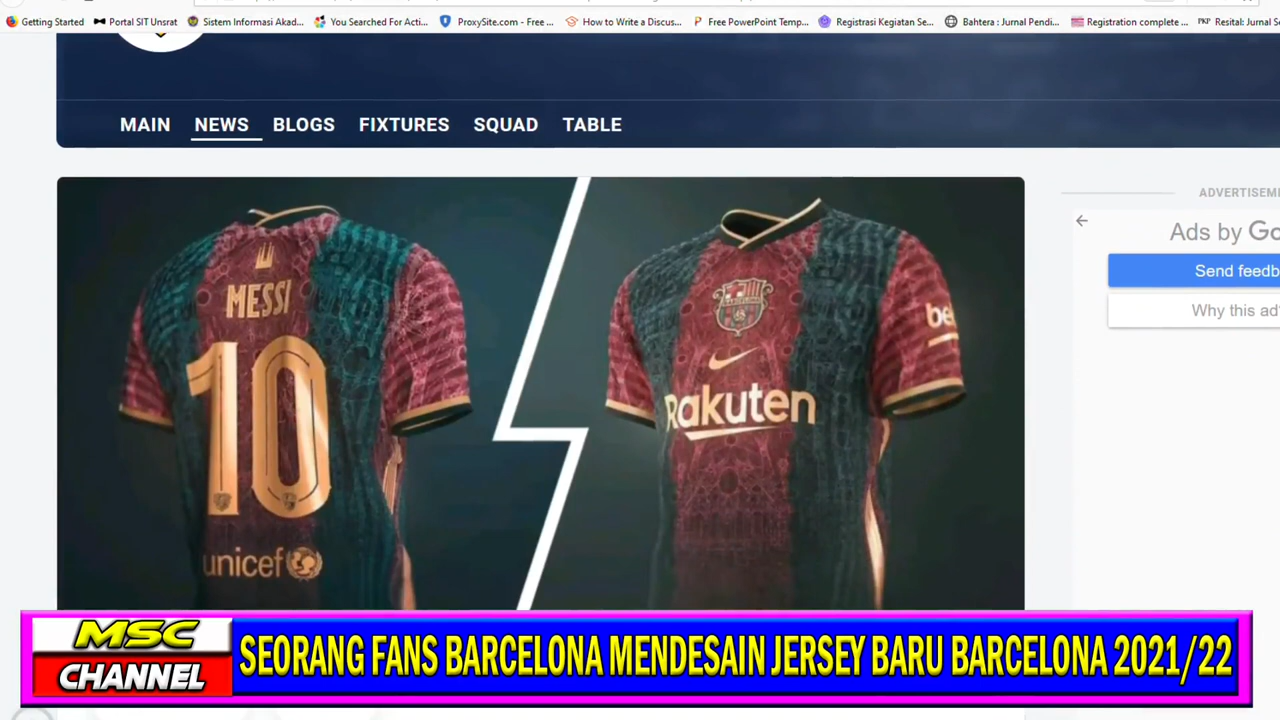 Getting Started Portal SIT Unsrat Sistem Informasi Akad... You Searched For Acti... ProxySite.com - Free ... How to Write a Discus... Free PowerPoint Temp... Registrasi Kegiatan Se... Bahtera : Jurnal Pendi... Registration complete ... Resital: Jurnal S
MAIN NEWS BLOGS FIXTURES SQUAD TABLE
Ads by Go
Send feedb
Why this ad
MESSI
10
unicef
BARCELONA
be
Rakuten
MSC
CHANNEL
SEORANG FANS BARCELONA MENDESAIN JERSEY BARU BARCELONA 2021/22